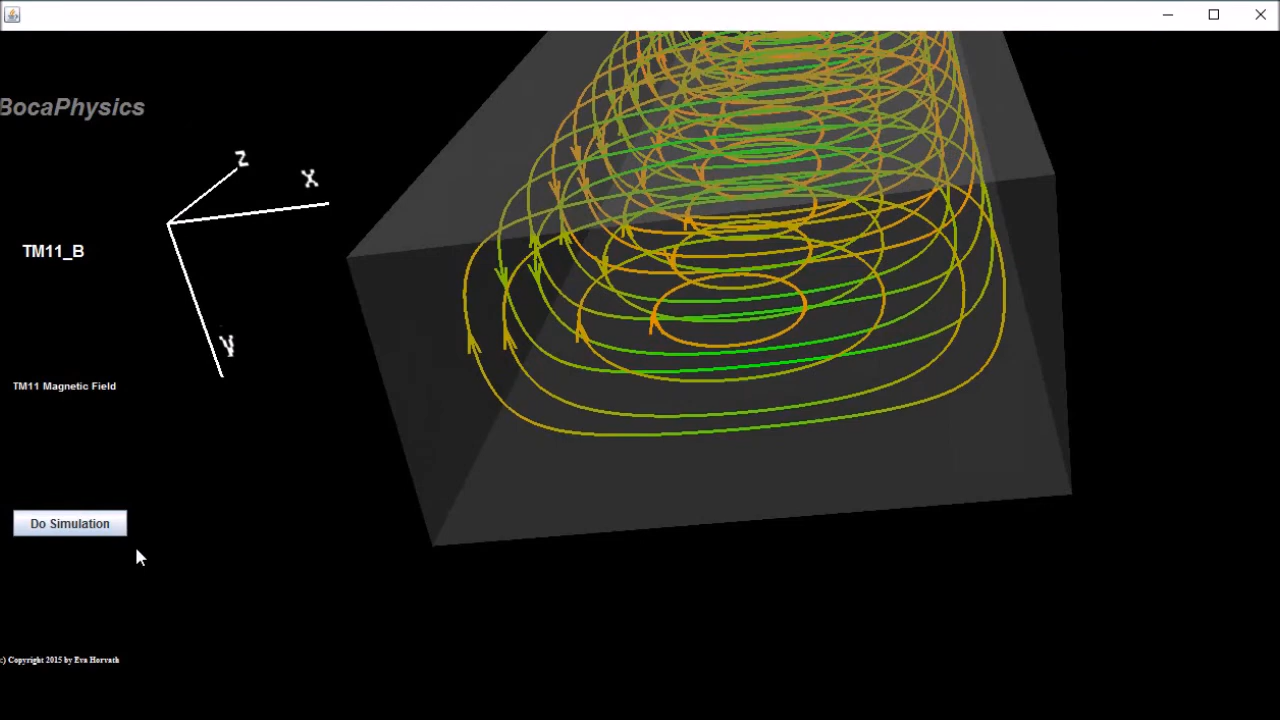 BocaPhysics
Z
X
TM11_B
Y
TM11 Magnetic Field
Do Simulation
:) Copyright 2015 by Eva Horvath